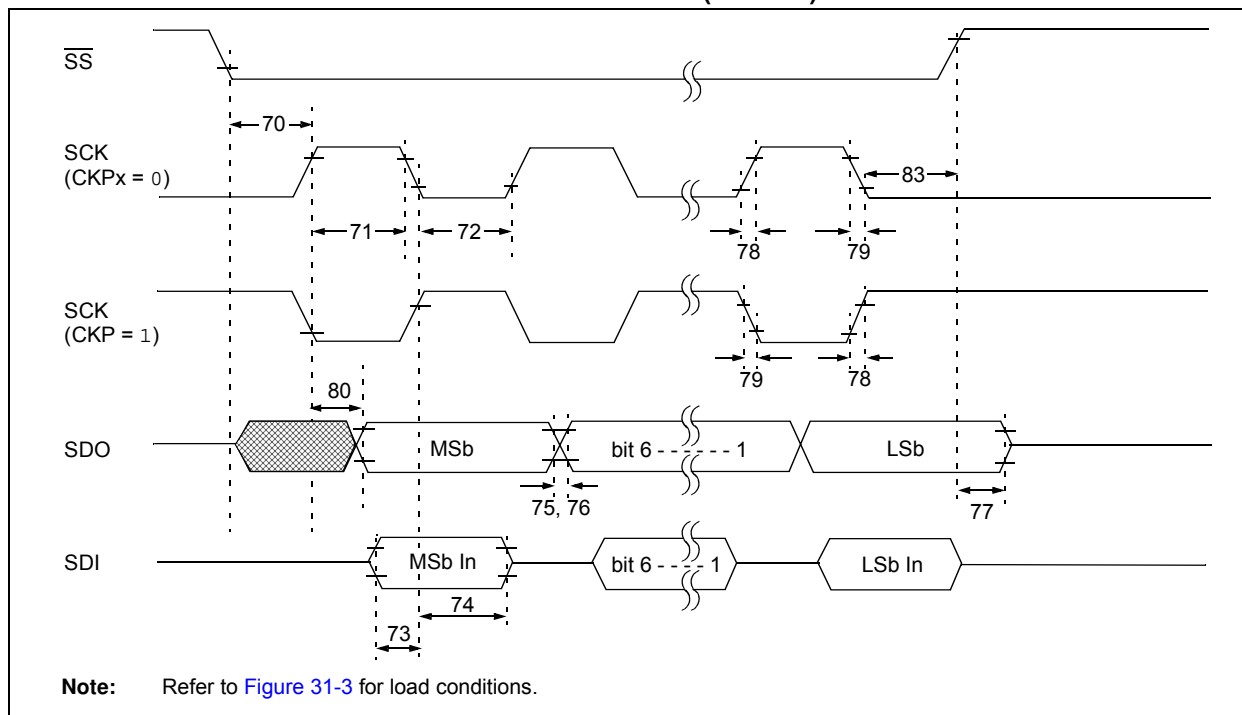 SS
70
SCK
(CKPx = 0)
83
71
72
78
79
SCK
(CKP = 1)
79
78
80
SDO
MSb
bit 6 - - - - - - 1
LSb
75, 76
77
SDI
MSb In
bit 6 - - - - 1
LSb In
74
73
Note: Refer to Figure 31-3 for load conditions.